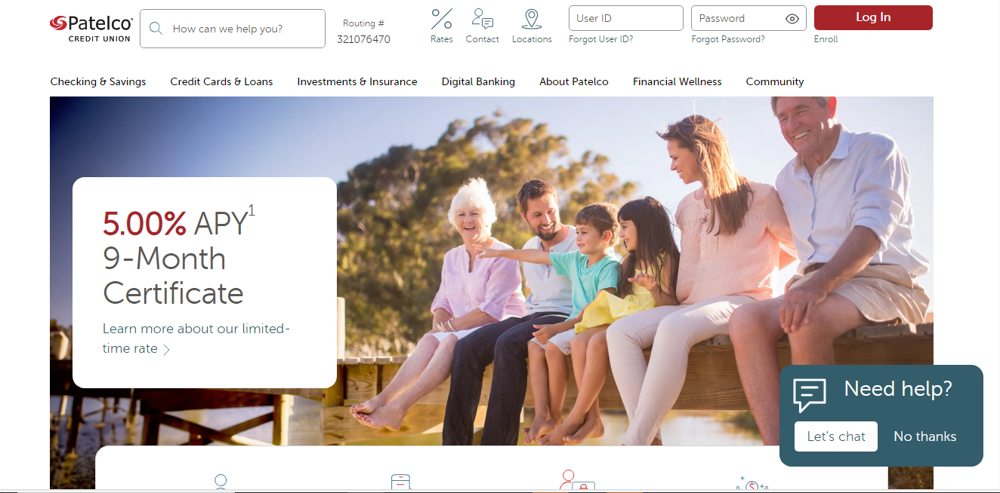 Patelco
CREDIT UNION
How can we help you?
Routing #
321076470
Rates
Contact
Locations
User ID
Forgot User ID?
Password
Forgot Password?
Log In
Enroll
Checking & Savings
Credit Cards & Loans
Investments & Insurance
Digital Banking
About Patelco
Financial Wellness
Community
5.00% APY1
9-Month
Certificate
Learn more about our limited-
time rate
Need help?
Let's chat
No thanks